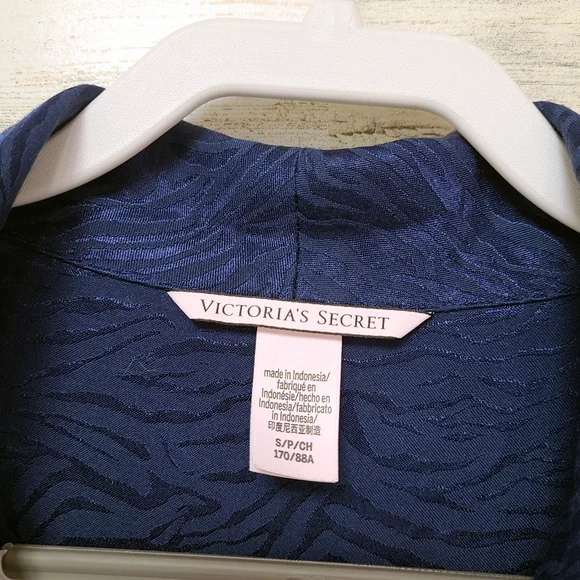 VICTORIA'S SECRET
made in Indonesia/
fabriqué en
Indonésie/hecho en
Indonesia/fabbricato
in Indonesia/
印度尼西亚制造
S/P/CH
170/88A